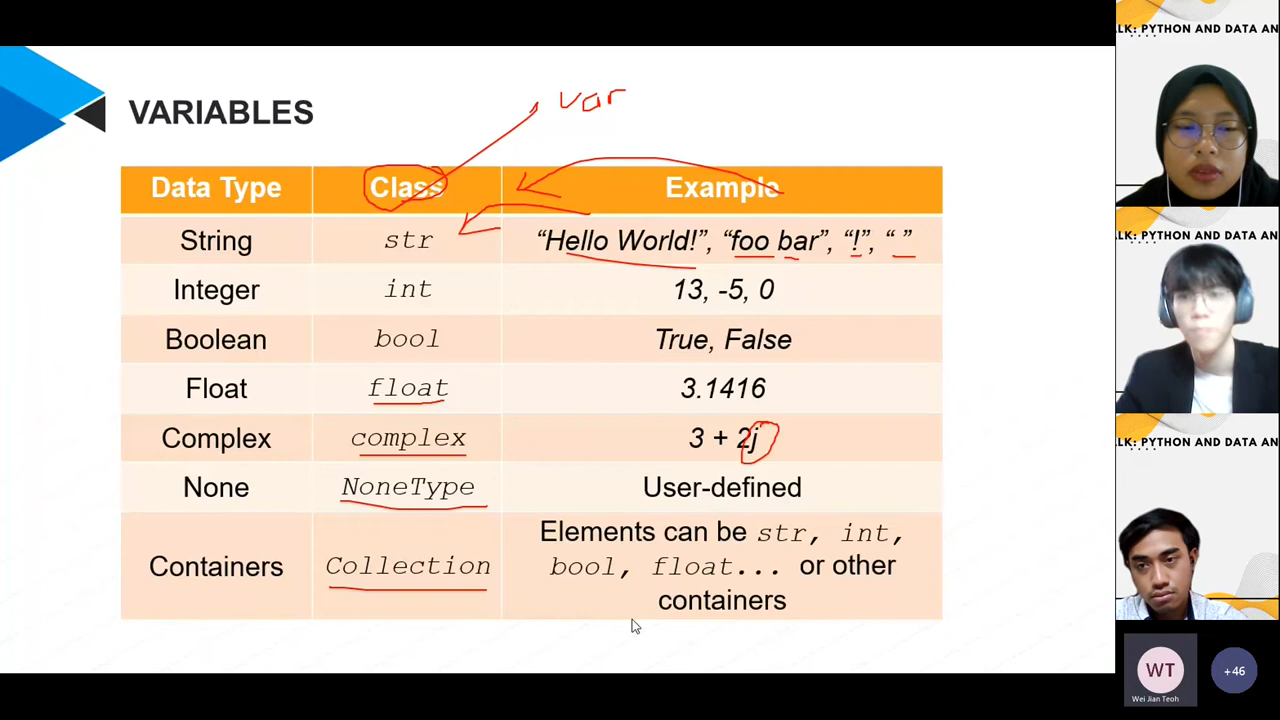 VARIABLES
var
Data Type Class Example
String str “Hello World!”, “foo bar”, “!”, “ ”
Integer int 13, -5, 0
Boolean bool True, False
Float float 3.1416
Complex complex 3 + 2j
None NoneType User-defined
Containers Collection Elements can be str, int,
bool, float... or other
containers
ALK: PYTHON AND DATA AN
ALK: PYTHON AND DATA AN
ALK: PYTHON AND DATA AN
WT
Wei Jian Teoh
+46